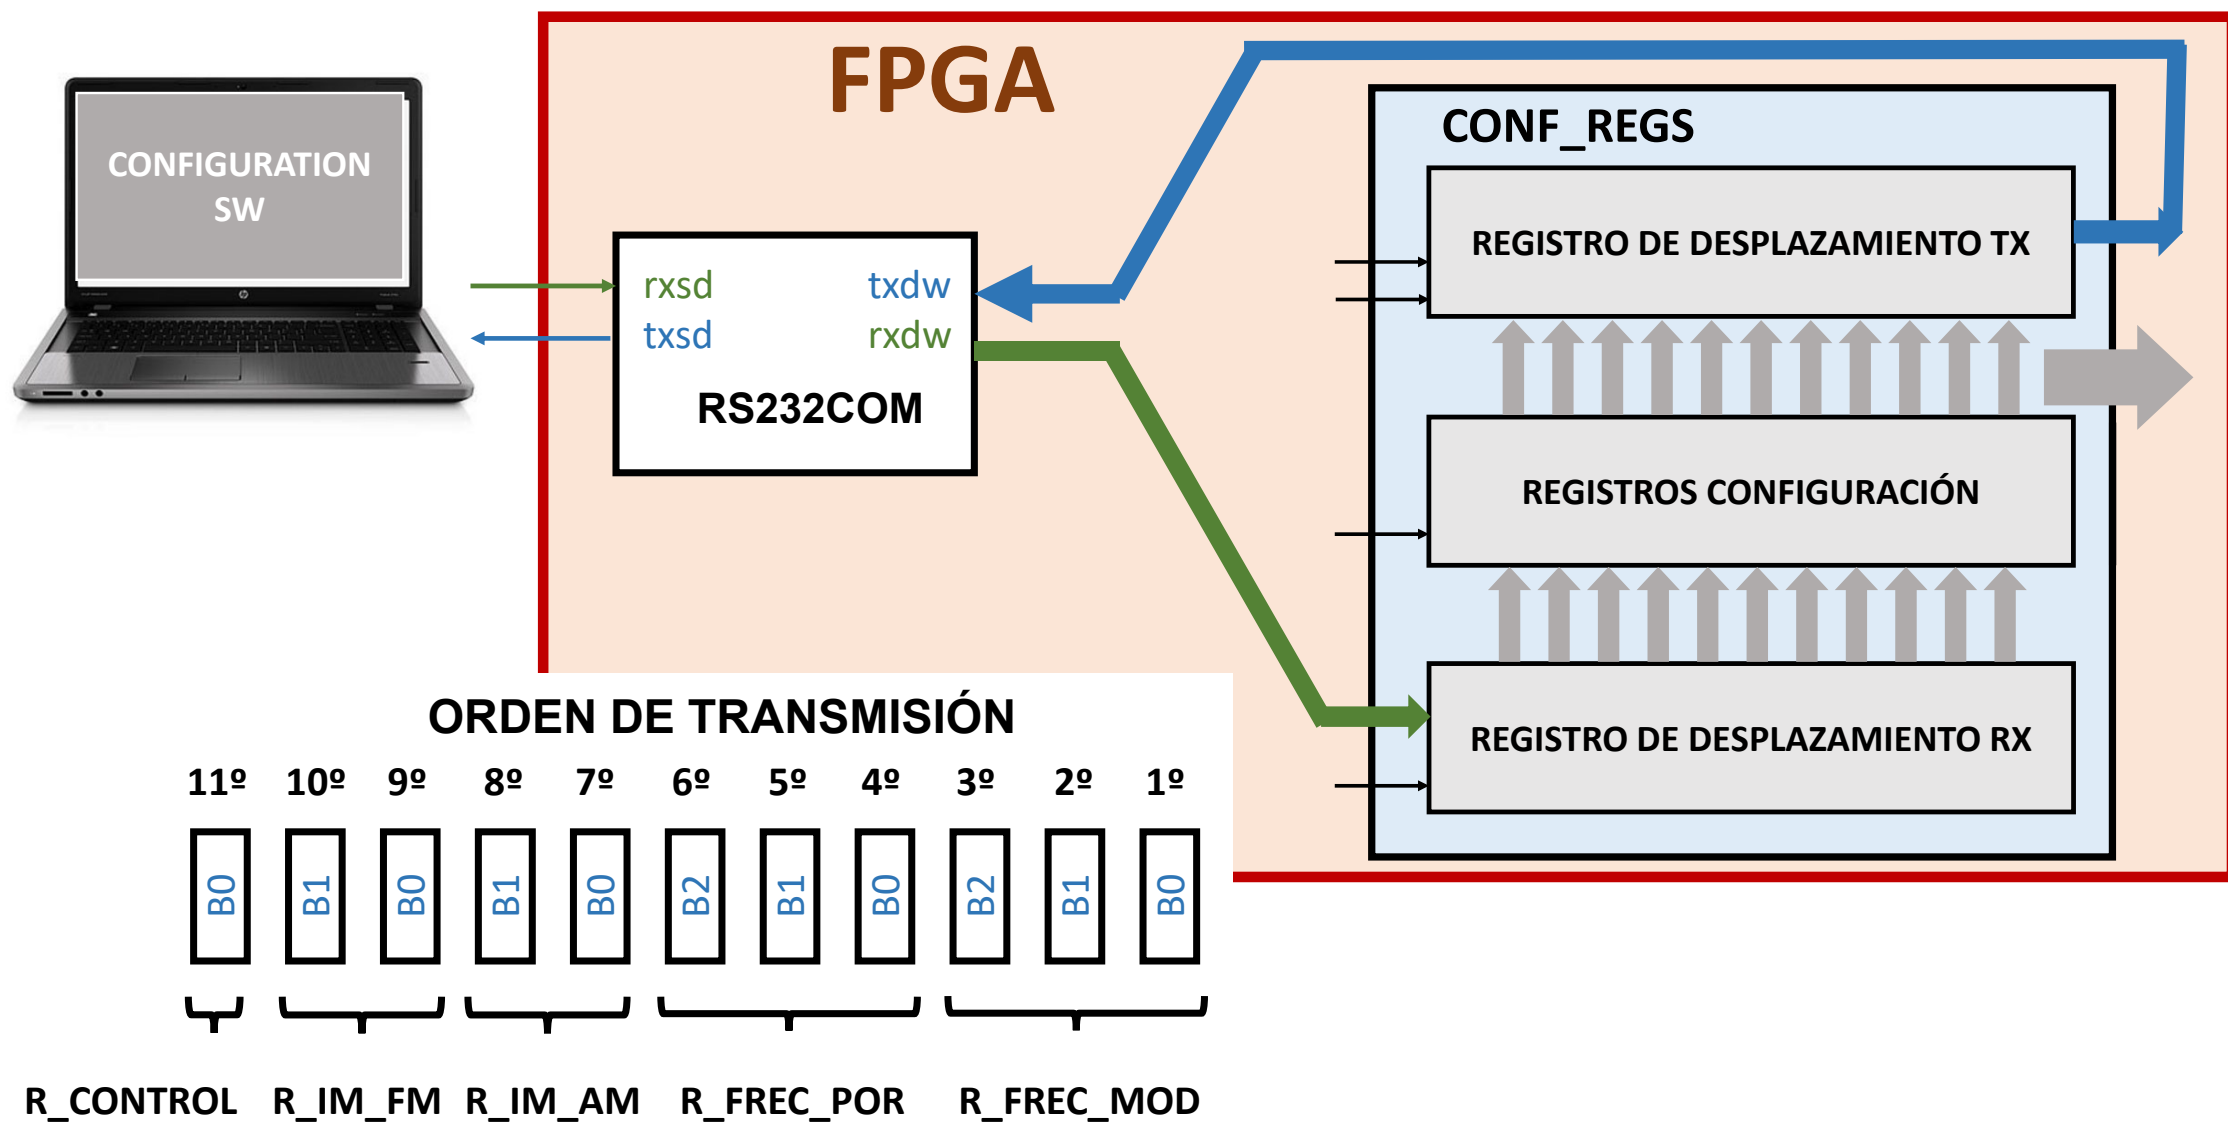 FPGA
CONFIGURATION
SW
CONF_REGS
REGISTRO DE DESPLAZAMIENTO TX
rxsd
txdw
txsd
rxdw
RS232COM
REGISTROS CONFIGURACIÓN
REGISTRO DE DESPLAZAMIENTO RX
ORDEN DE TRANSMISIÓN
11º 10º 9º 8º 7º 6º 5º 4º 3º 2º 1º
B0 B1 B0 B1 B0 B2 B1 B0 B2 B1 B0
R_CONTROL R_IM_FM R_IM_AM R_FREC_POR R_FREC_MOD